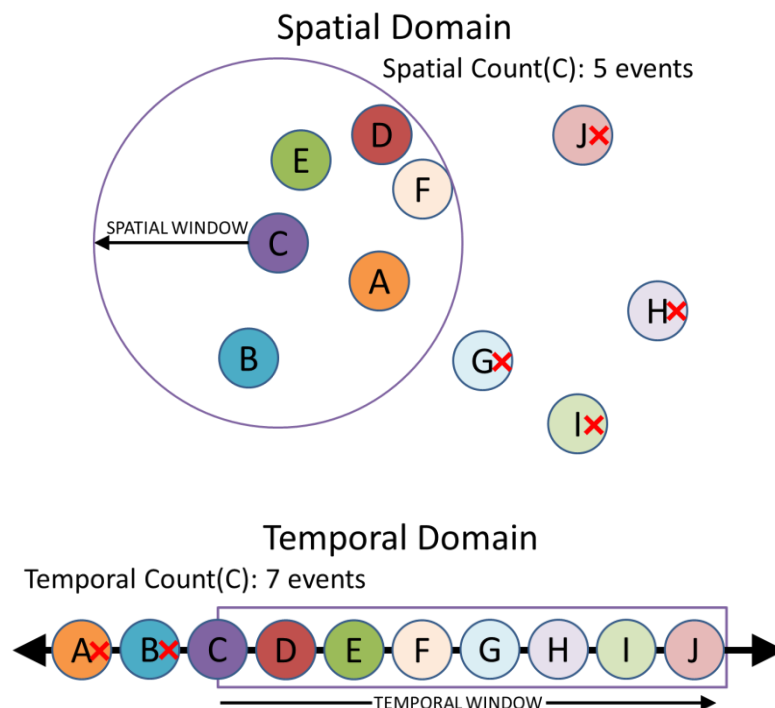 Spatial Domain
Spatial Count(C): 5 events
D
J
E
F
SPATIAL WINDOW
C
A
H
B
G
I
Temporal Domain
Temporal Count(C): 7 events
A B C D E F G H I J
TEMPORAL WINDOW